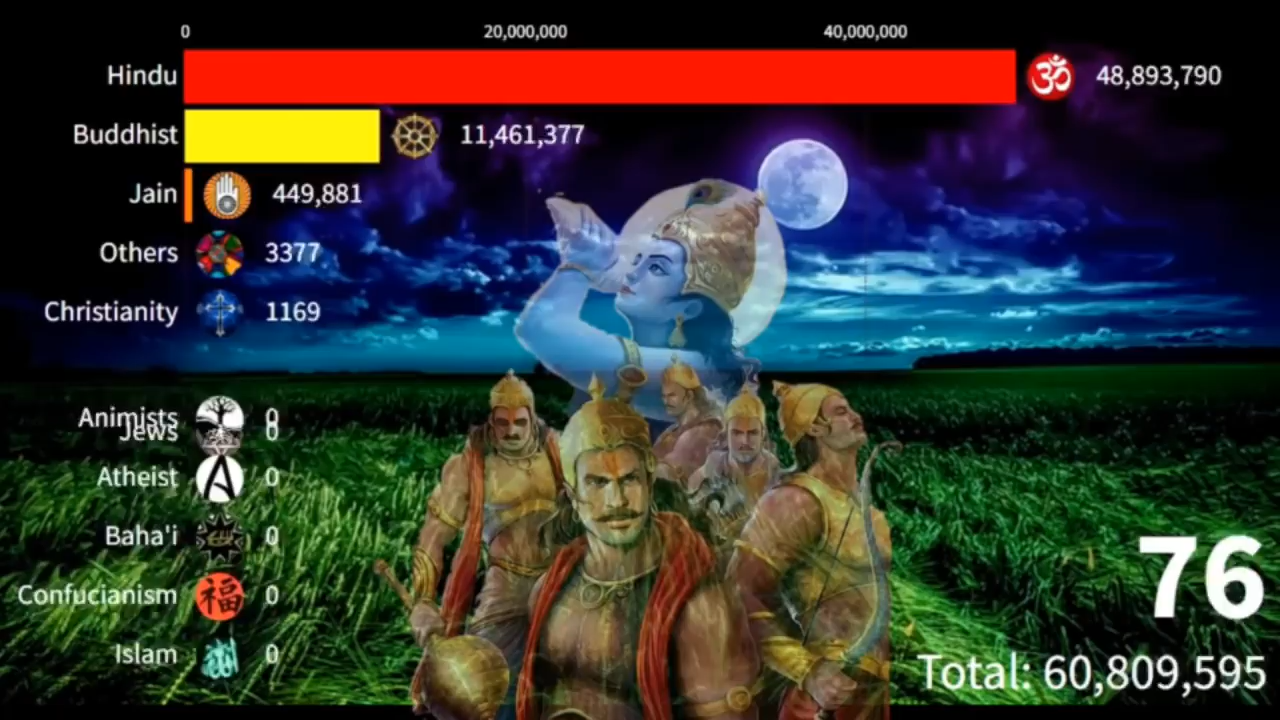 0 20,000,000 40,000,000
Hindu ॐ 48,893,790
Buddhist 11,461,377
Jain 449,881
Others 3377
Christianity 1169
Animists 0
Jews 0
Atheist A 0
Baha'i 0
Confucianism 福 0
Islam 0
76
Total: 60,809,595